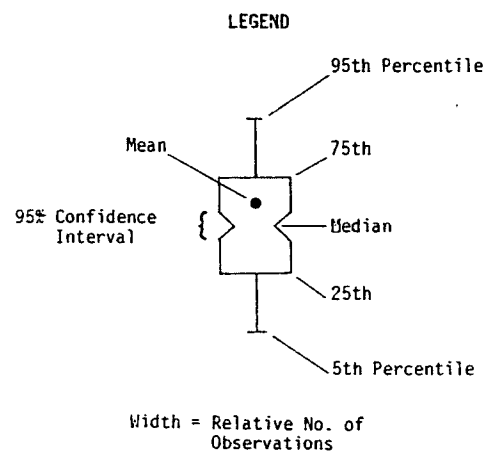 LEGEND
95th Percentile
Mean
75th
95% Confidence
Interval
Median
25th
5th Percentile
Width = Relative No. of
Observations